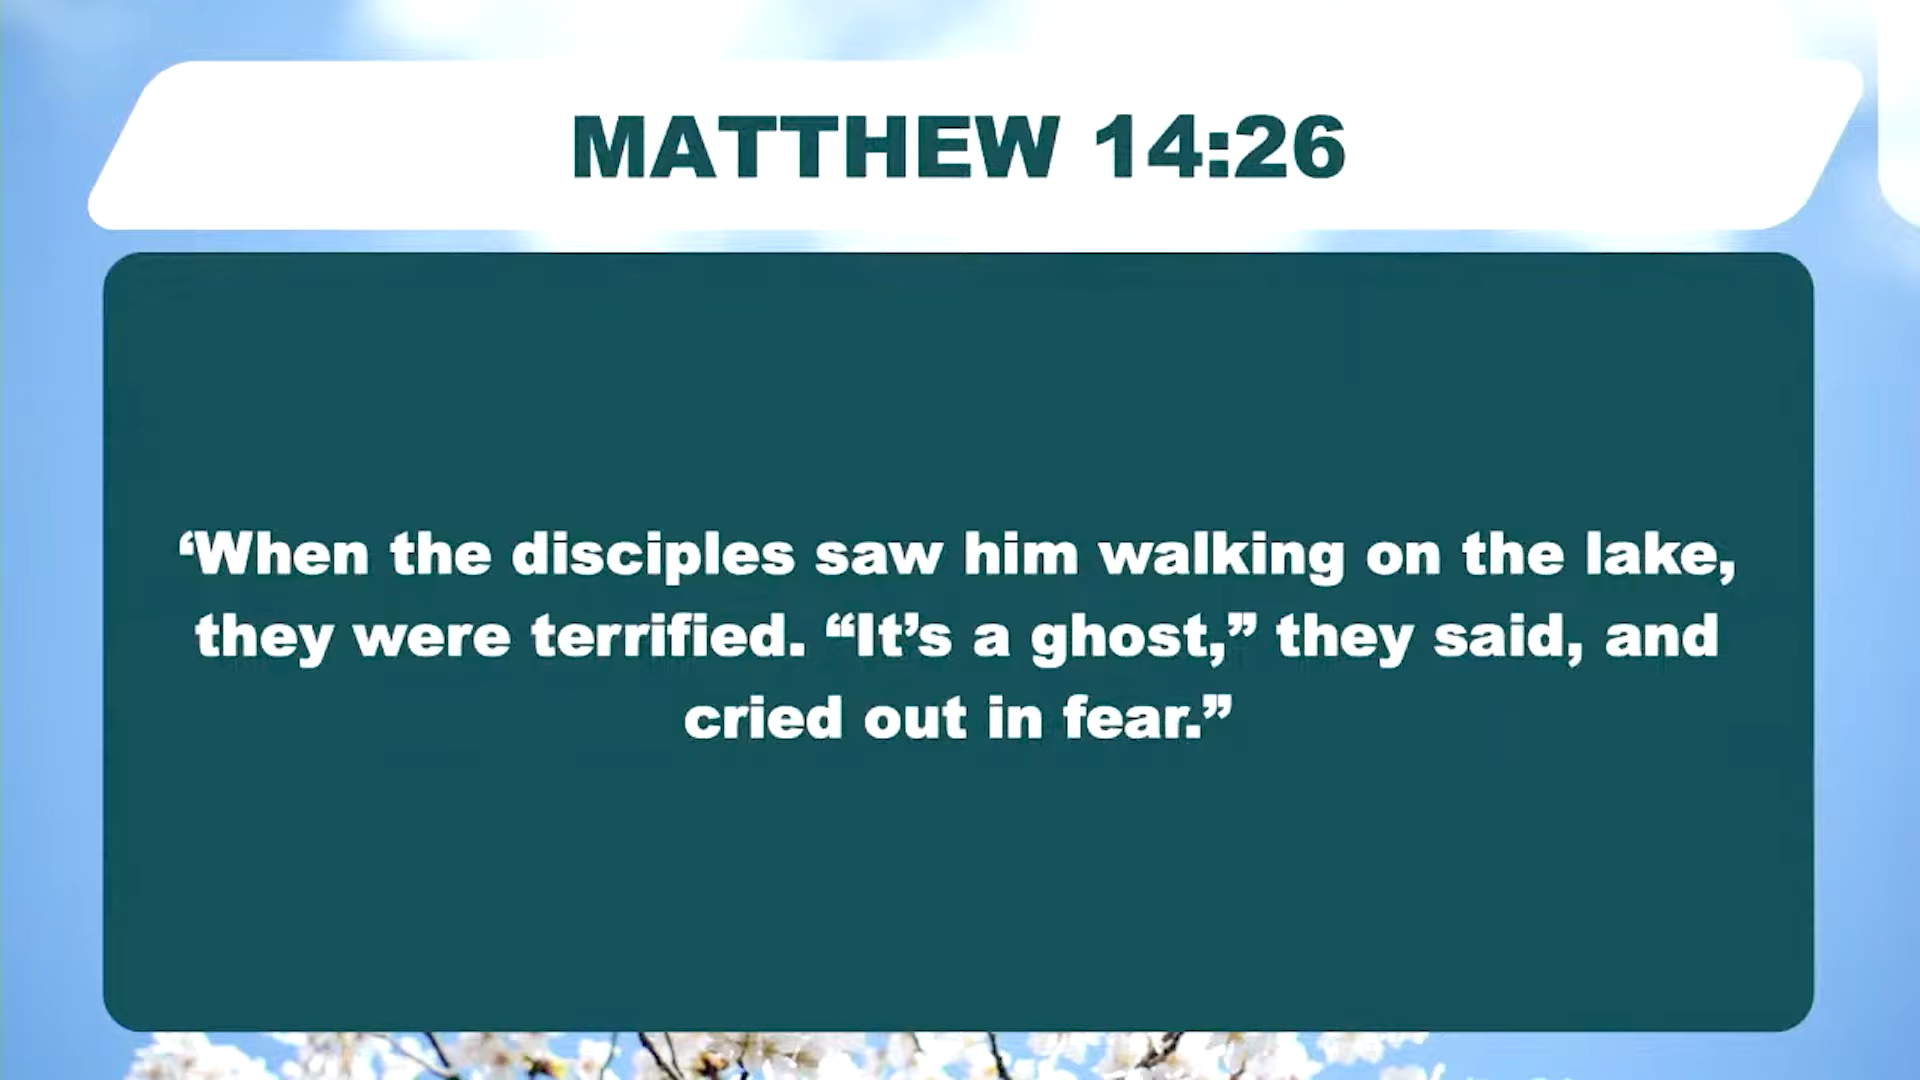 MATTHEW 14:26
‘When the disciples saw him walking on the lake,
they were terrified. “It’s a ghost,” they said, and
cried out in fear.”